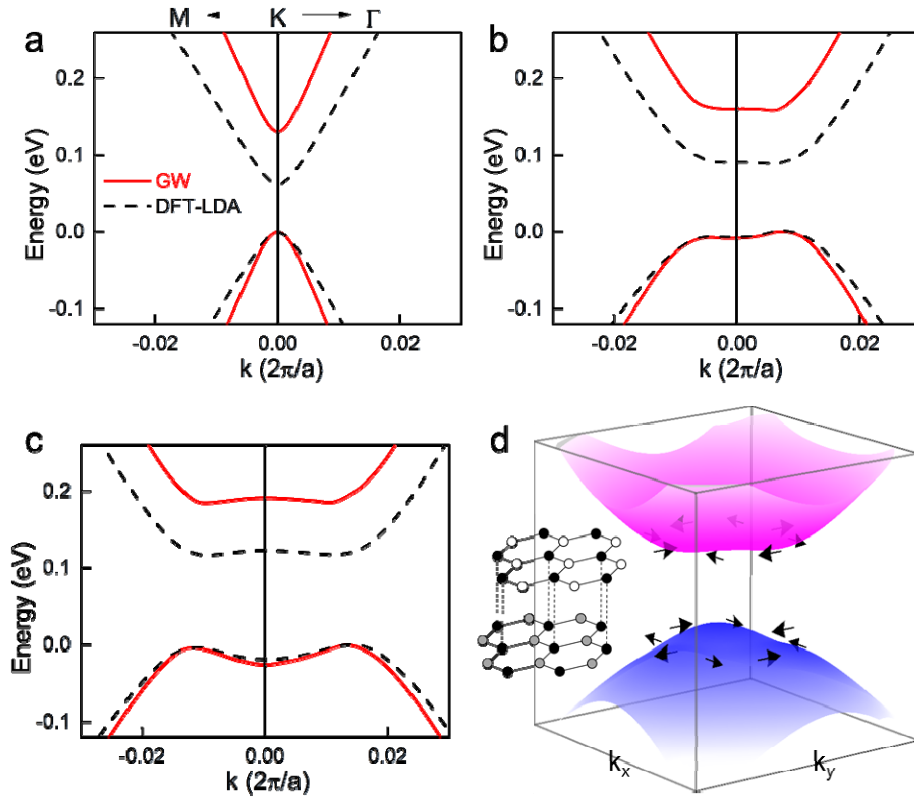 a
M K Γ
Energy (eV)
0.2
0.1
0.0
-0.1
GW
DFT-LDA
-0.02 0.00 0.02
k (2π/a)
b
Energy (eV)
0.2
0.1
0.0
-0.1
-0.02 0.00 0.02
k (2π/a)
c
Energy (eV)
0.2
0.1
0.0
-0.1
-0.02 0.00 0.02
k (2π/a)
d
kx
ky